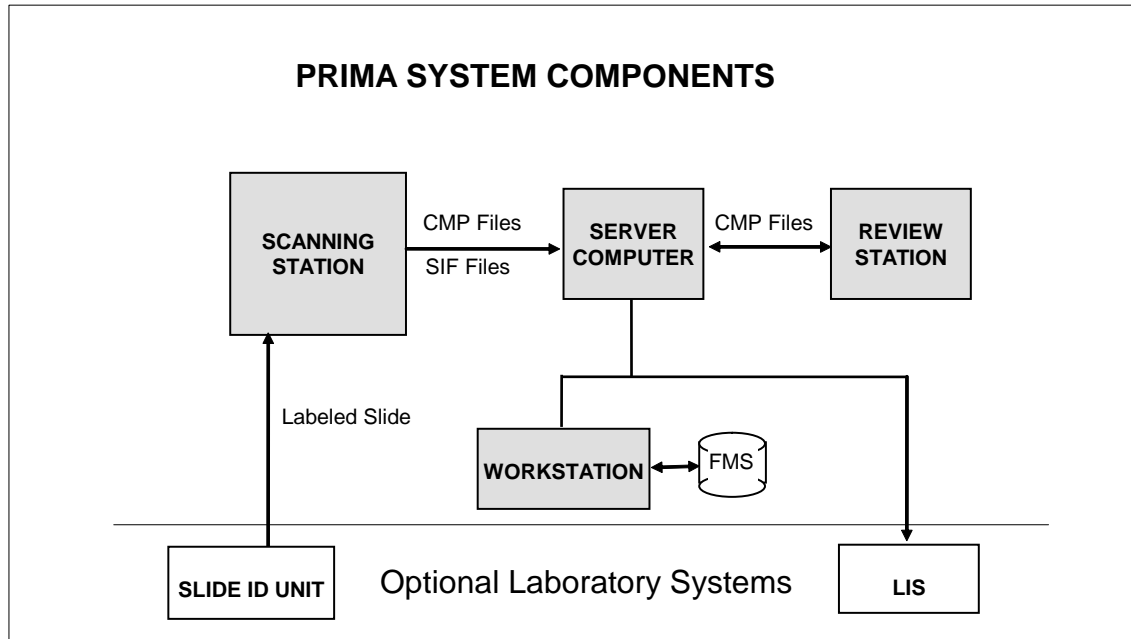 PRIMA SYSTEM COMPONENTS
SCANNING
STATION
CMP Files
SIF Files
SERVER
COMPUTER
CMP Files
REVIEW
STATION
Labeled Slide
WORKSTATION
FMS
SLIDE ID UNIT
Optional Laboratory Systems
LIS